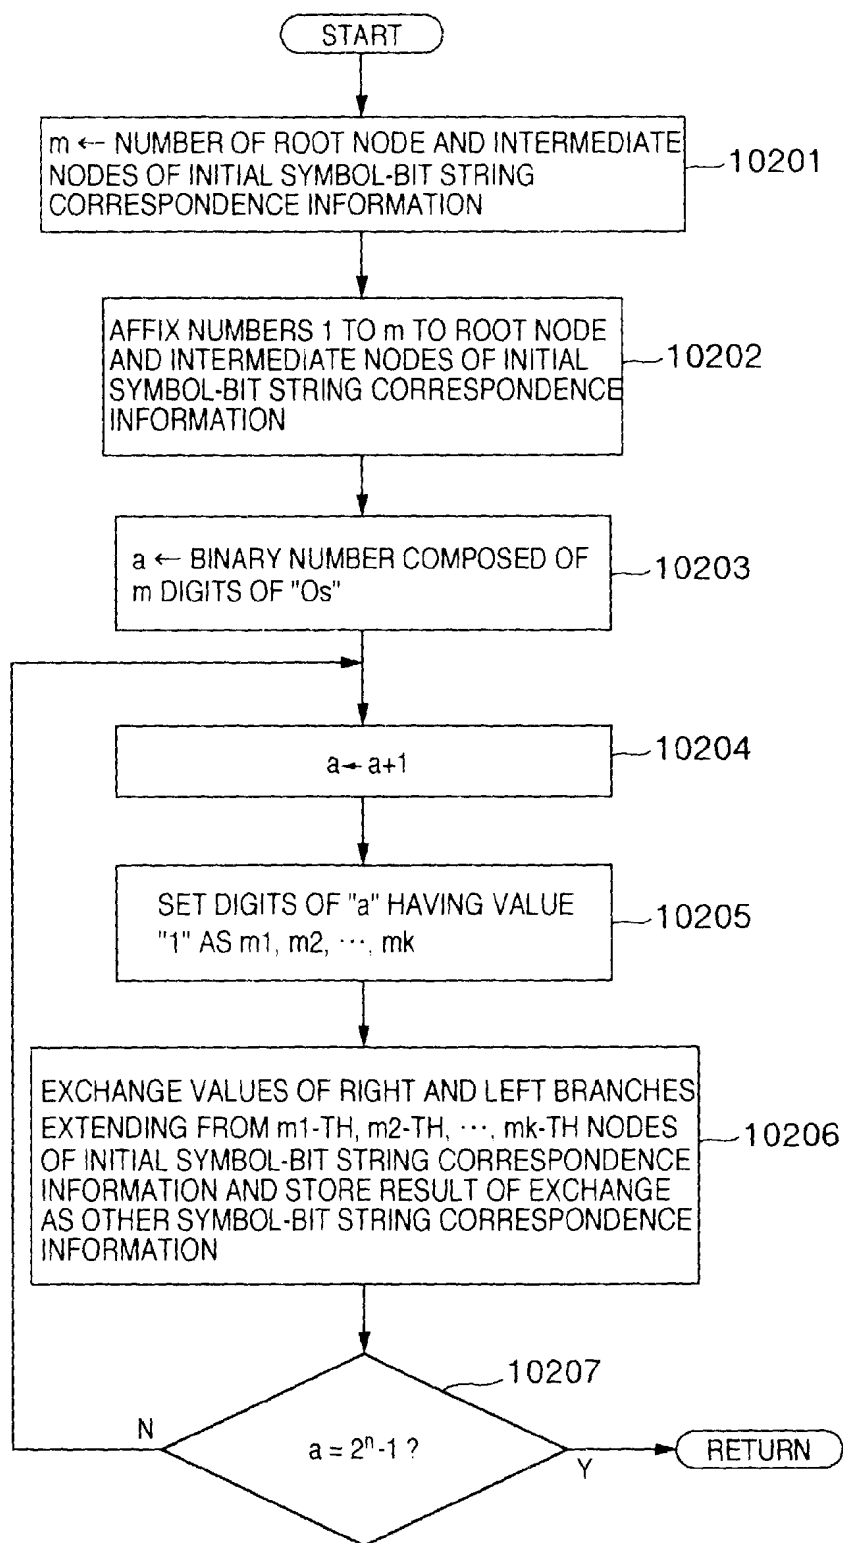 START
m ← NUMBER OF ROOT NODE AND INTERMEDIATE
NODES OF INITIAL SYMBOL-BIT STRING
CORRESPONDENCE INFORMATION
10201
AFFIX NUMBERS 1 TO m TO ROOT NODE
AND INTERMEDIATE NODES OF INITIAL
SYMBOL-BIT STRING CORRESPONDENCE
INFORMATION
10202
a ← BINARY NUMBER COMPOSED OF
m DIGITS OF "0s"
10203
a ← a+1
10204
SET DIGITS OF "a" HAVING VALUE
"1" AS m1, m2, ···, mk
10205
EXCHANGE VALUES OF RIGHT AND LEFT BRANCHES
EXTENDING FROM m1-TH, m2-TH, ···, mk-TH NODES
OF INITIAL SYMBOL-BIT STRING CORRESPONDENCE
INFORMATION AND STORE RESULT OF EXCHANGE
AS OTHER SYMBOL-BIT STRING CORRESPONDENCE
INFORMATION
10206
10207
N
a = 2ⁿ-1 ?
Y
RETURN